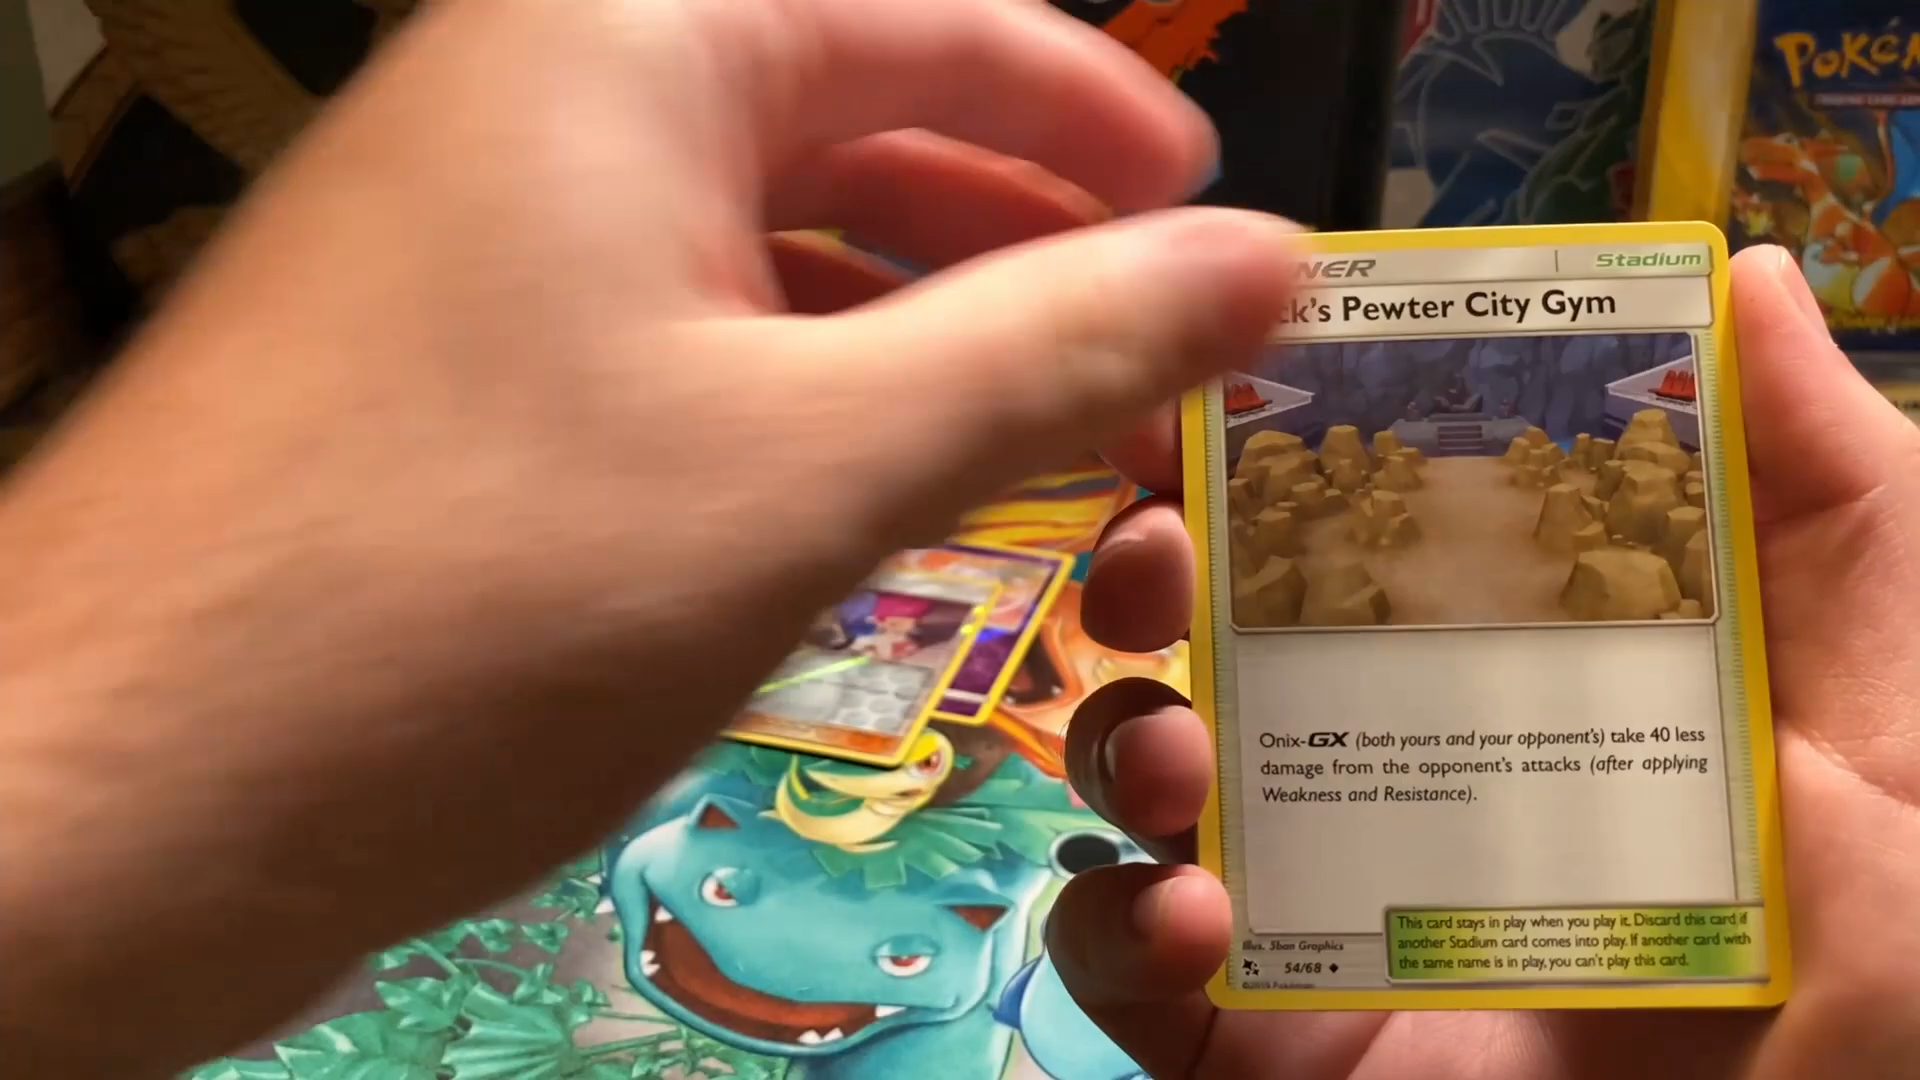 POKÉM
NER Stadium
ck's Pewter City Gym
Onix-GX (both yours and your opponent's) take 40 less
damage from the opponent's attacks (after applying
Weakness and Resistance).
This card stays in play when you play it. Discard this card if
another Stadium card comes into play. If another card with
the same name is in play, you can't play this card.
Illus. 5ban Graphics
54/68
©2019 Pokémon